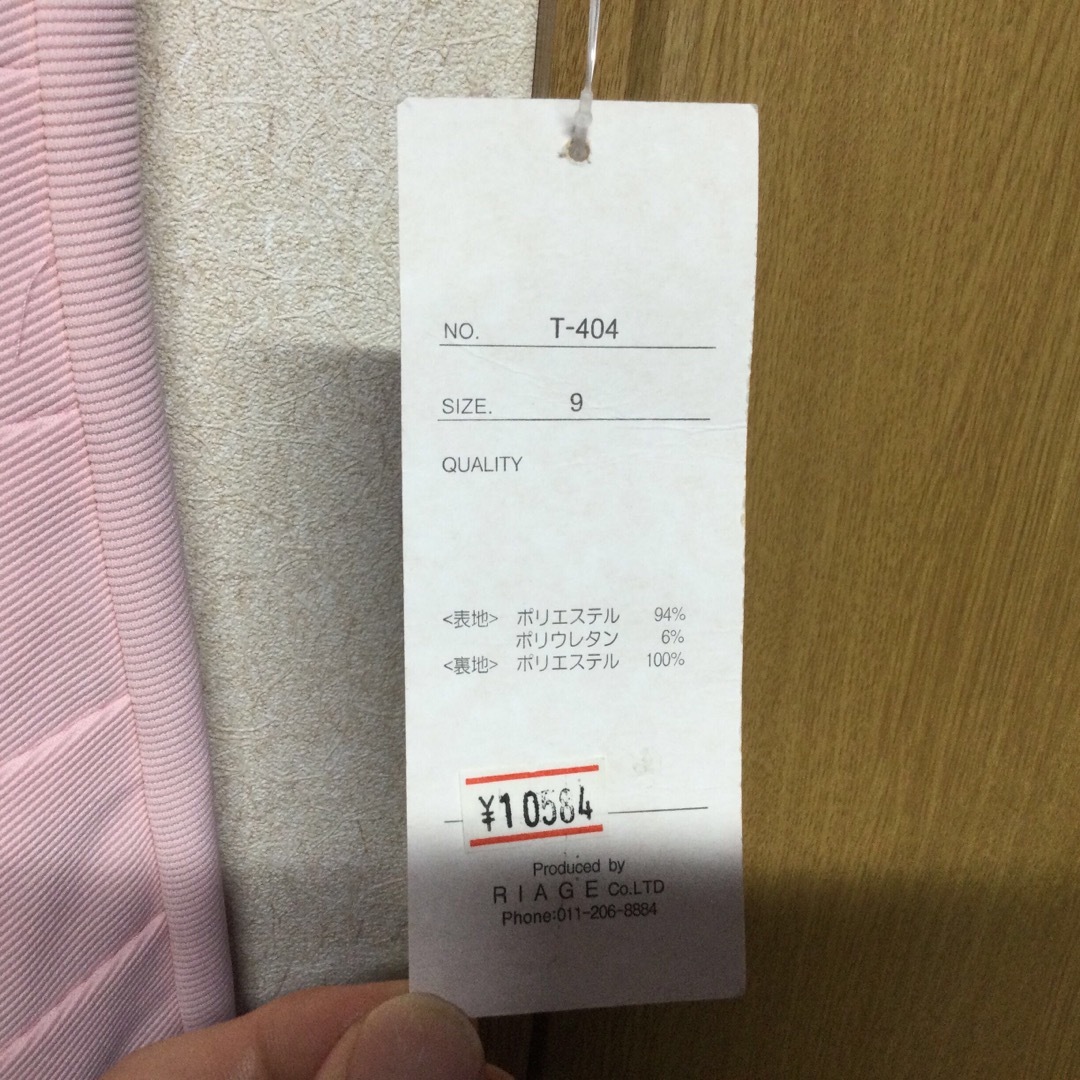 NO. T-404
SIZE. 9
QUALITY
<表地> ポリエステル 94%
ポリウレタン 6%
<裏地> ポリエステル 100%
¥10584
Produced by
RIAGE Co.LTD
Phone:011-206-8884